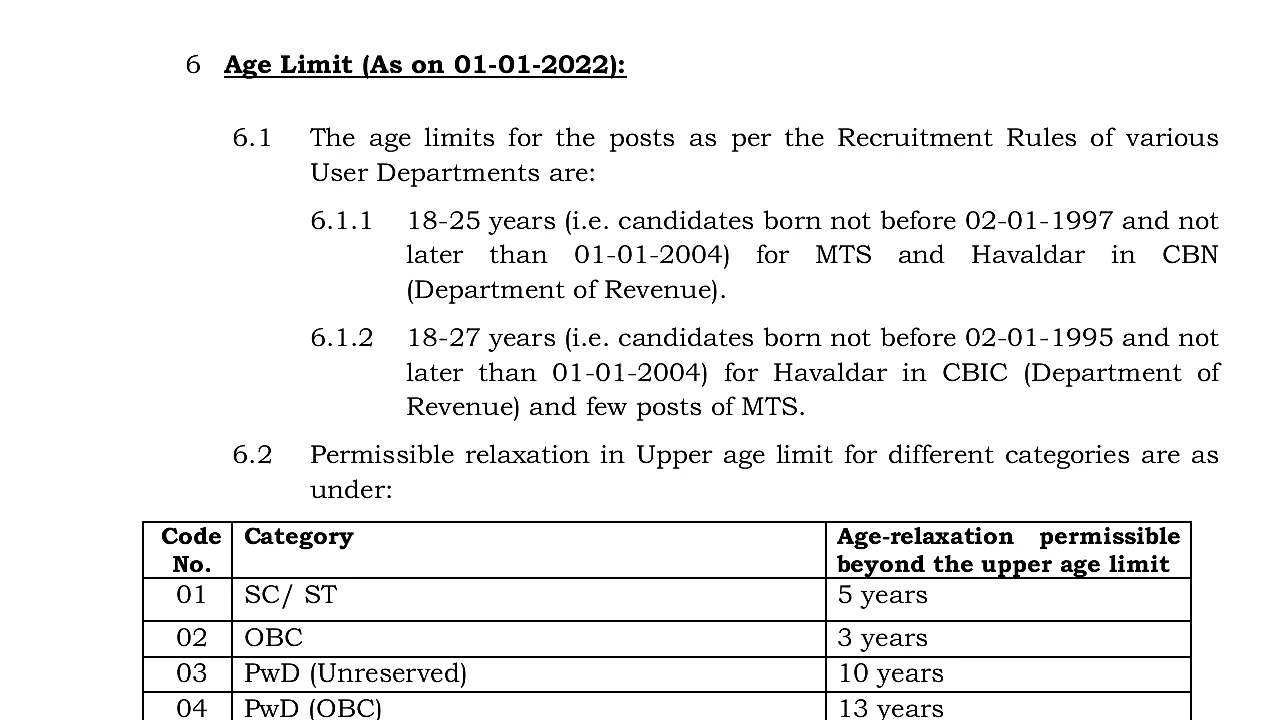 6 Age Limit (As on 01-01-2022):
6.1 The age limits for the posts as per the Recruitment Rules of various
User Departments are:
6.1.1 18-25 years (i.e. candidates born not before 02-01-1997 and not
later than 01-01-2004) for MTS and Havaldar in CBN
(Department of Revenue).
6.1.2 18-27 years (i.e. candidates born not before 02-01-1995 and not
later than 01-01-2004) for Havaldar in CBIC (Department of
Revenue) and few posts of MTS.
6.2 Permissible relaxation in Upper age limit for different categories are as
under:
Code No. Category Age-relaxation permissible beyond the upper age limit
01 SC/ ST 5 years
02 OBC 3 years
03 PwD (Unreserved) 10 years
04 PwD (OBC) 13 years